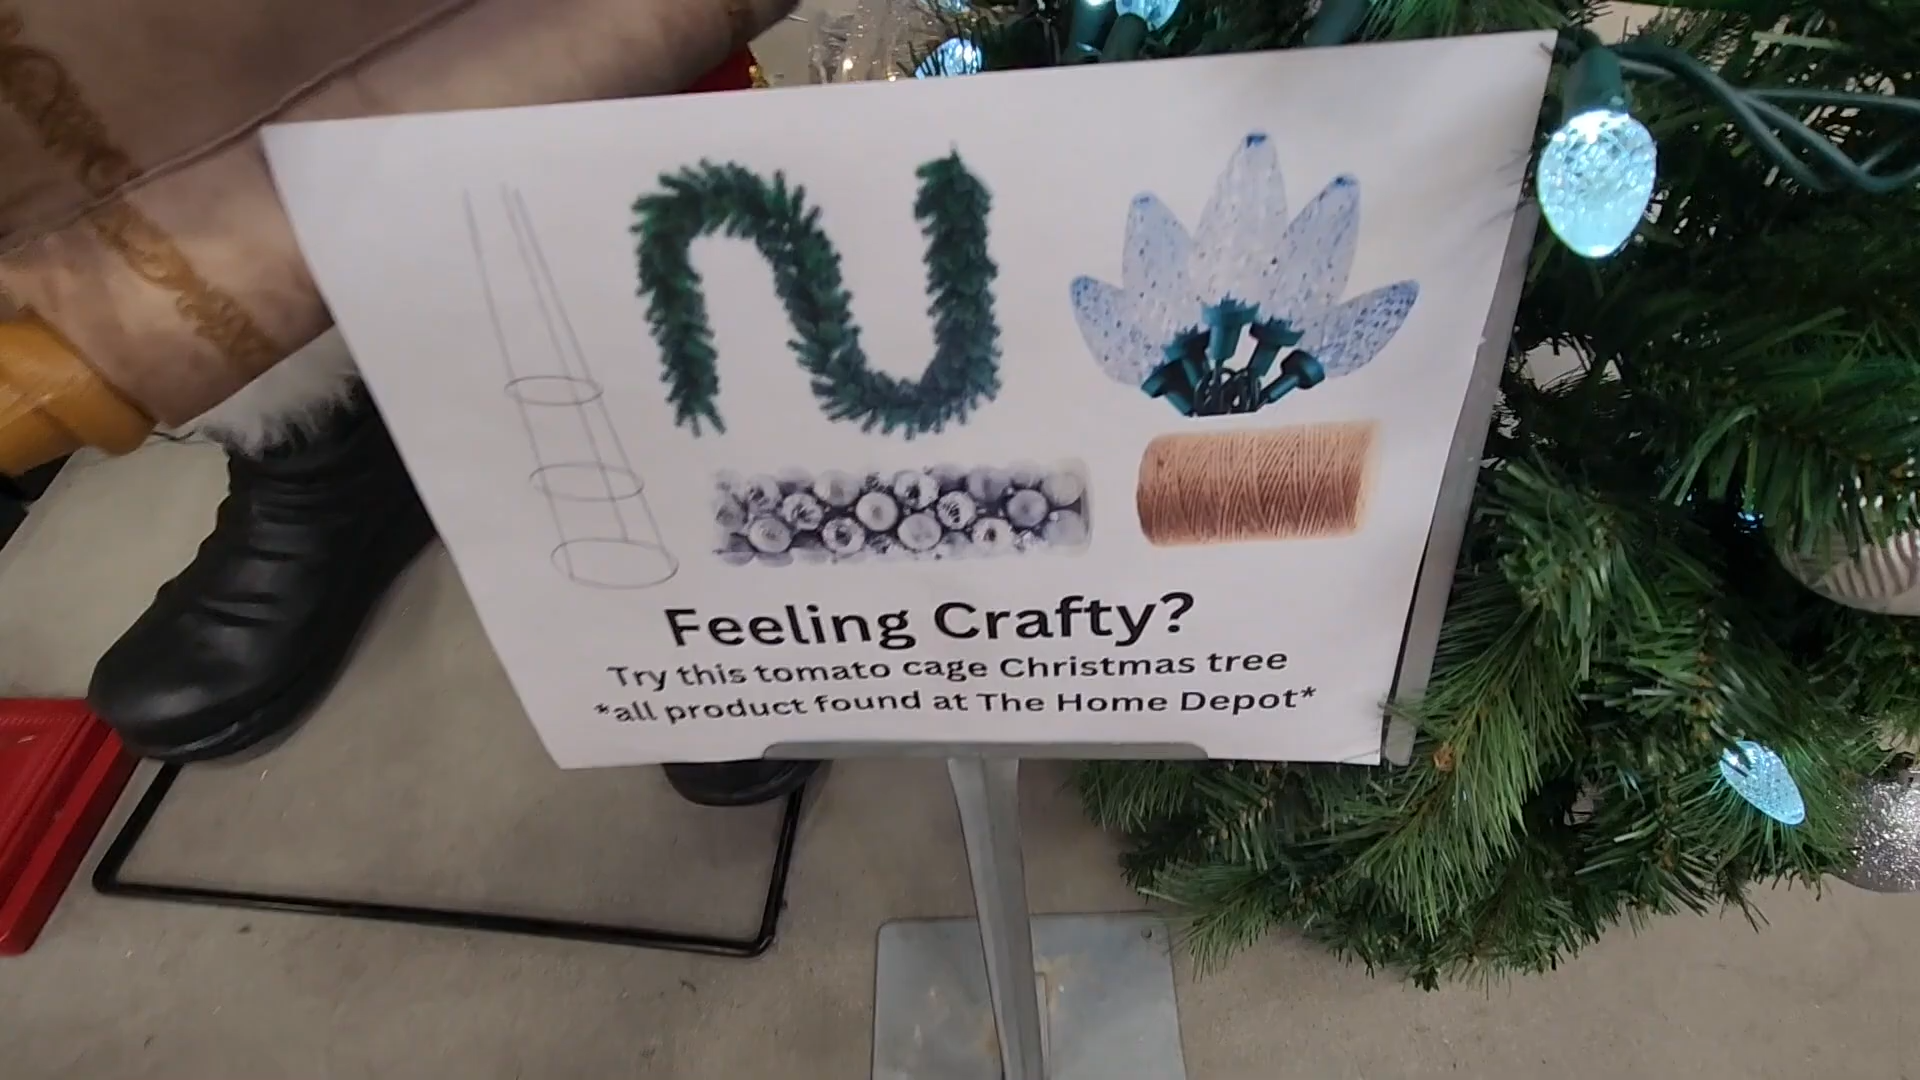 Feeling Crafty?
Try this tomato cage Christmas tree
*all product found at The Home Depot*